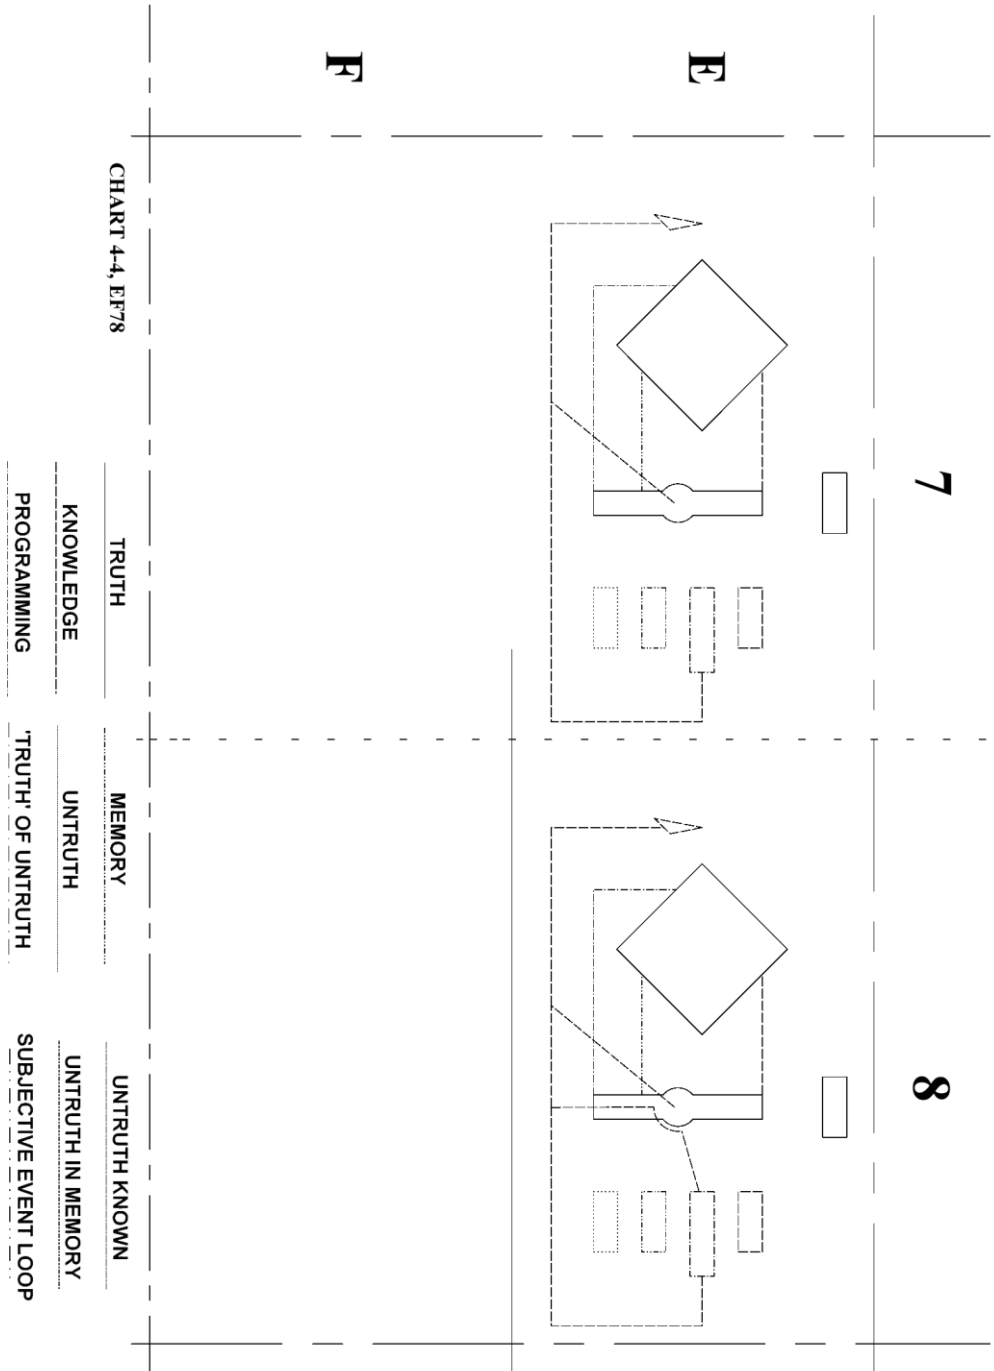 7
8
E
F
CHART 4-4, EF78
TRUTH
MEMORY
UNTRUTH KNOWN
KNOWLEDGE
UNTRUTH
UNTRUTH IN MEMORY
PROGRAMMING
'TRUTH' OF UNTRUTH
SUBJECTIVE EVENT LOOP